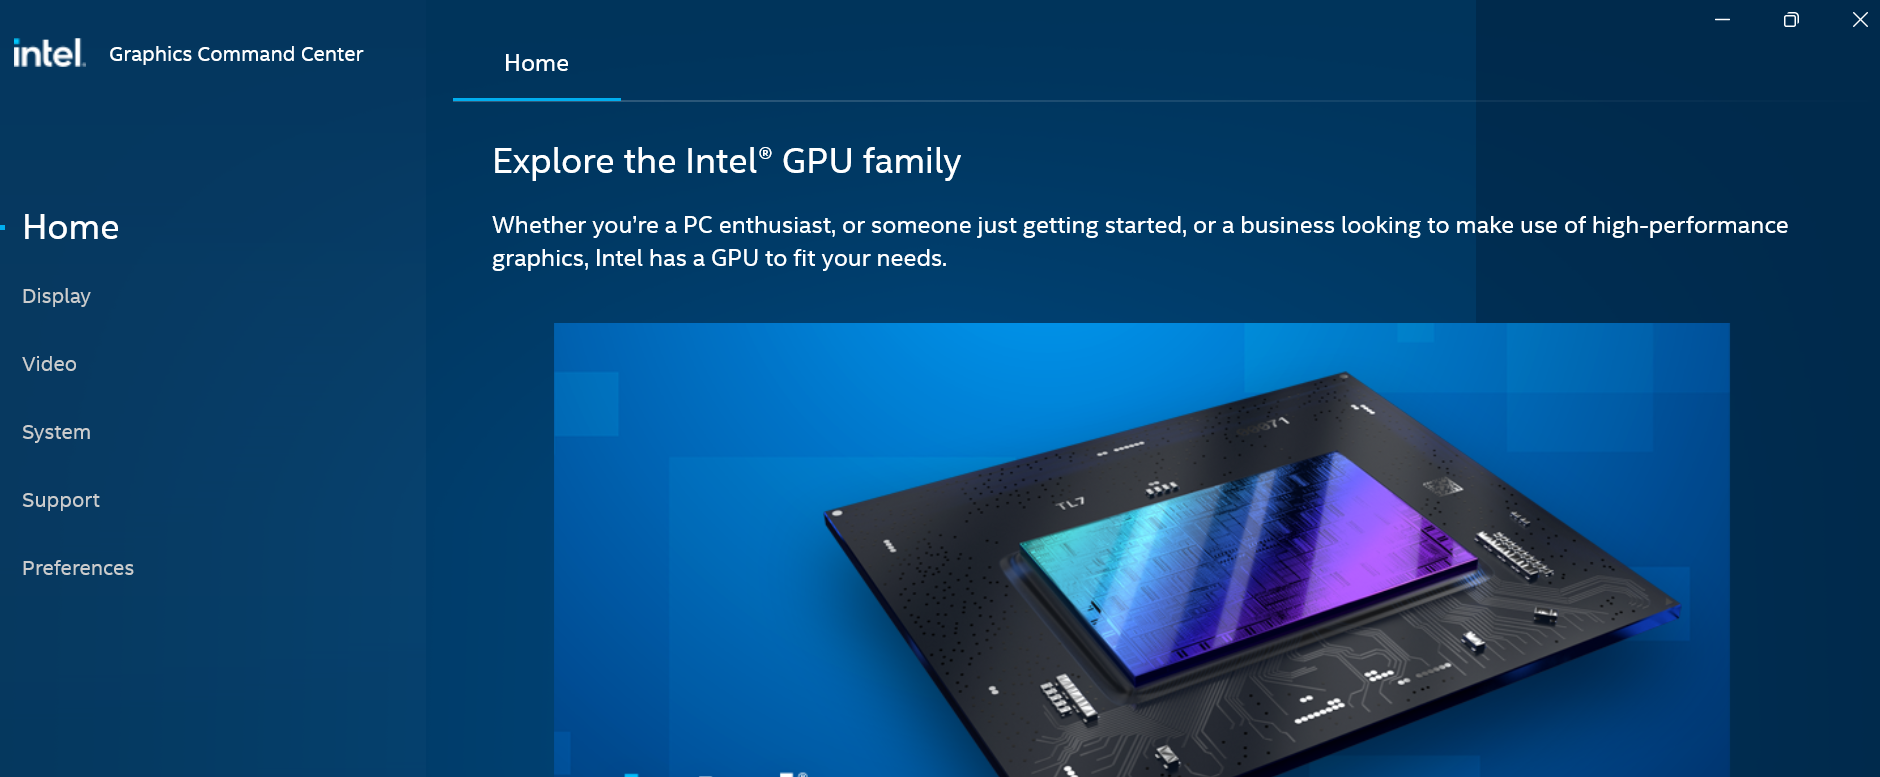 intel. Graphics Command Center
Home
Home
Display
Video
System
Support
Preferences
Explore the Intel® GPU family
Whether you’re a PC enthusiast, or someone just getting started, or a business looking to make use of high-performance
graphics, Intel has a GPU to fit your needs.
TL7